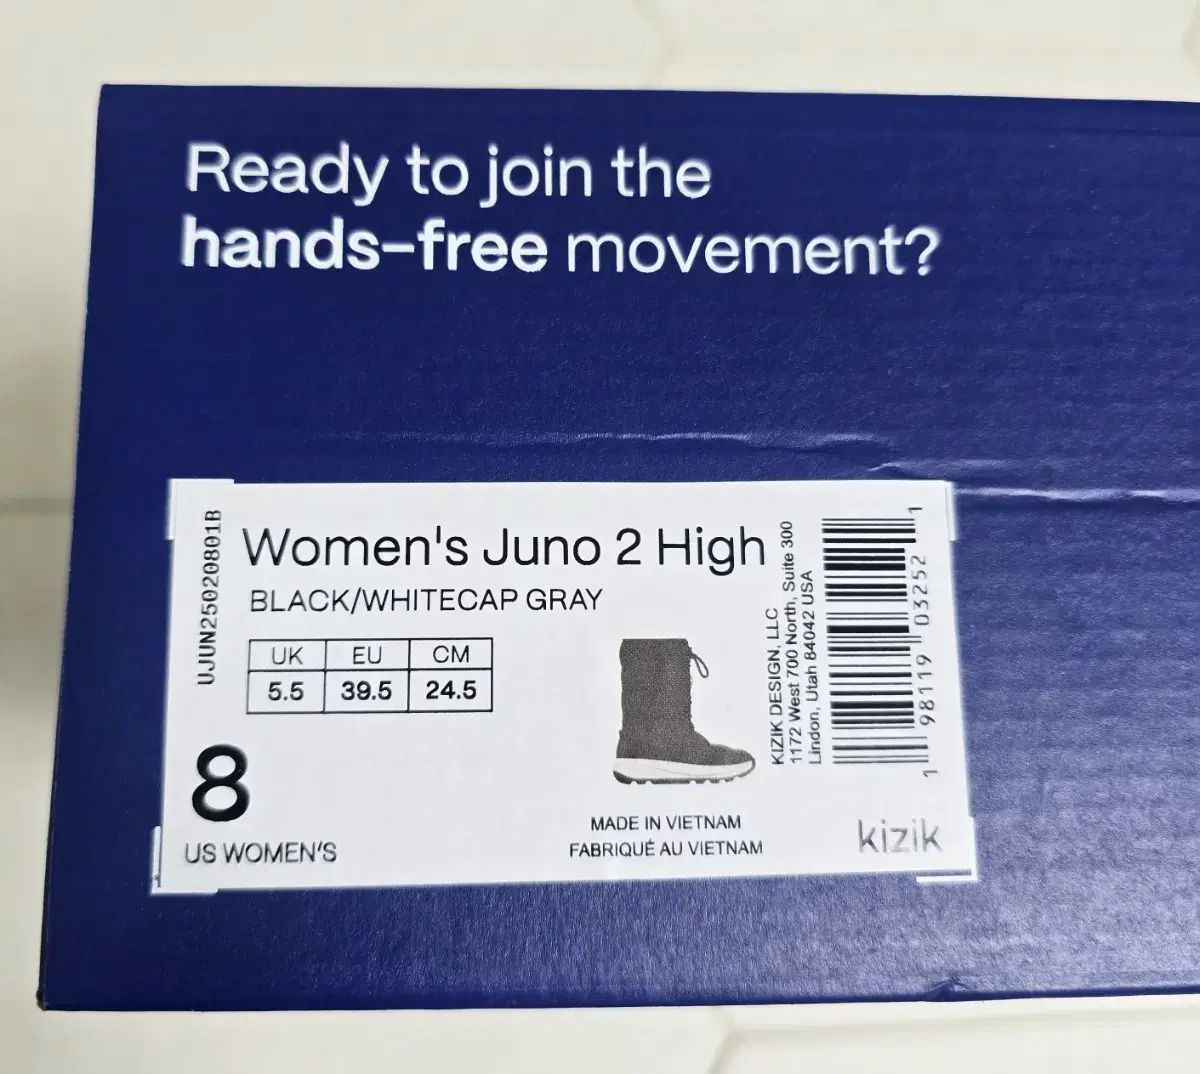 Ready to join the
hands-free movement?
UJUN25020801B
Women's Juno 2 High
BLACK/WHITECAP GRAY
UK EU CM
5.5 39.5 24.5
8
US WOMEN'S
MADE IN VIETNAM
FABRIQUÉ AU VIETNAM
KIZIK DESIGN, LLC
1172 West 700 North, Suite 300
Lindon, Utah 84042 USA
1 98119 03252 1
kizik